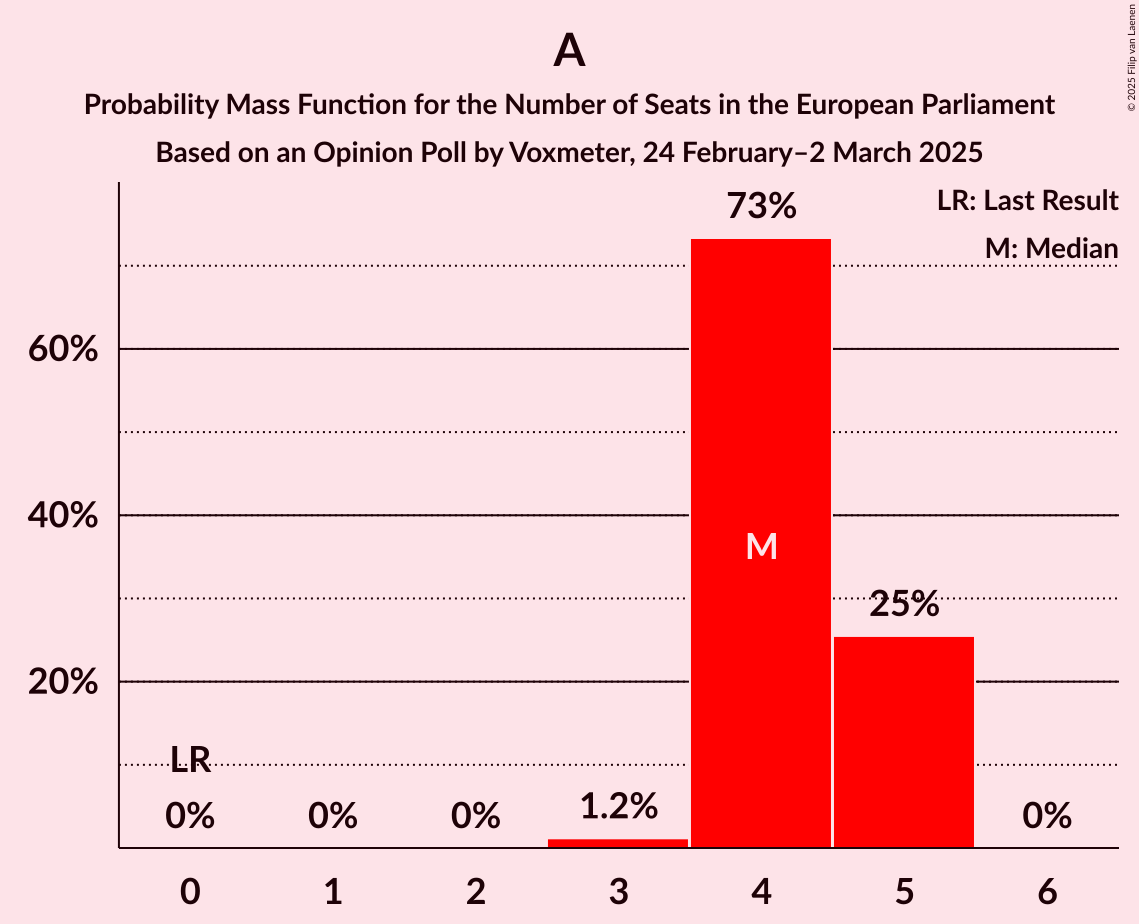 A
Probability Mass Function for the Number of Seats in the European Parliament
Based on an Opinion Poll by Voxmeter, 24 February–2 March 2025
© 2025 Filip van Laenen
LR: Last Result
M: Median
73%
60%
40%
M
25%
20%
LR
0%
0%
0%
1.2%
0%
0
1
2
3
4
5
6